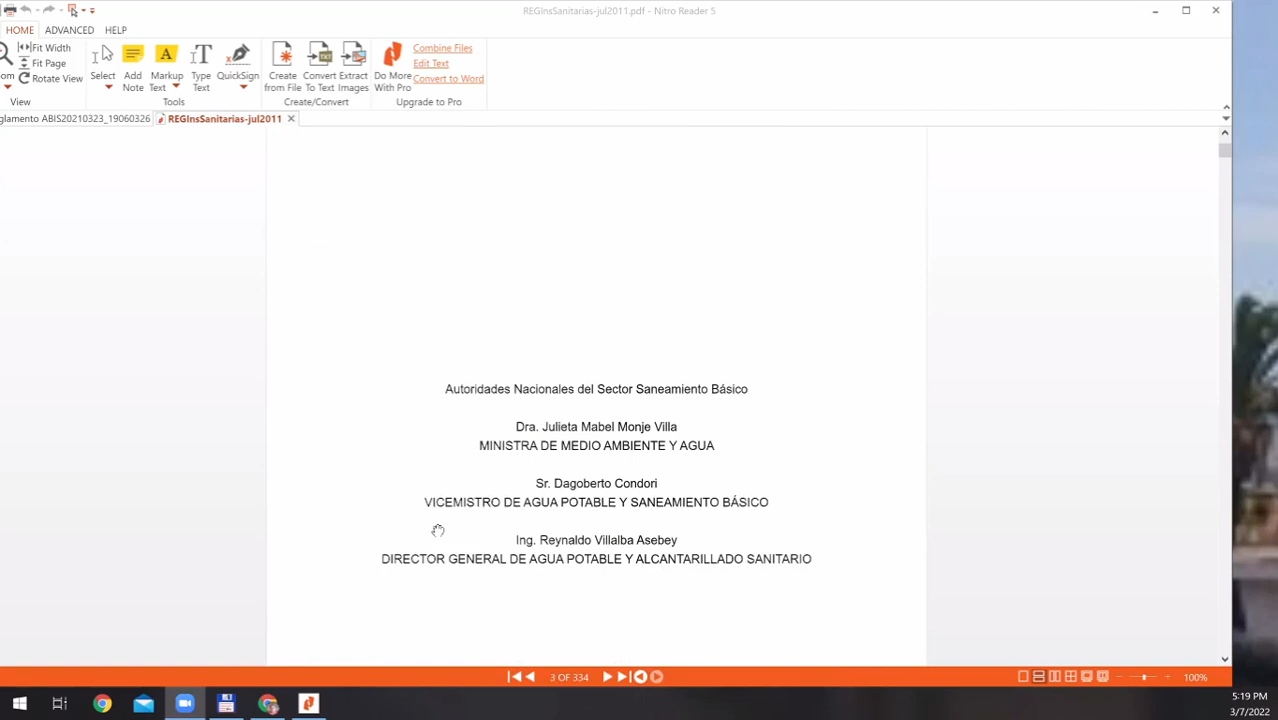 REGInsSanitarias-jul2011.pdf - Nitro Reader 5
HOME ADVANCED HELP
Fit Width
Fit Page
Rotate View
View
Select
Add Note
Markup Text
Type Text
QuickSign
Tools
Create from File
Convert To Text
Extract Images
Create/Convert
Do More With Pro
Combine Files
Edit Text
Convert to Word
Upgrade to Pro
glamento ABIS20210323_19060326
REGInsSanitarias-jul2011
Autoridades Nacionales del Sector Saneamiento Básico
Dra. Julieta Mabel Monje Villa
MINISTRA DE MEDIO AMBIENTE Y AGUA
Sr. Dagoberto Condori
VICEMISTRO DE AGUA POTABLE Y SANEAMIENTO BÁSICO
Ing. Reynaldo Villalba Asebey
DIRECTOR GENERAL DE AGUA POTABLE Y ALCANTARILLADO SANITARIO
3 OF 334
100%
5:19 PM
3/7/2022